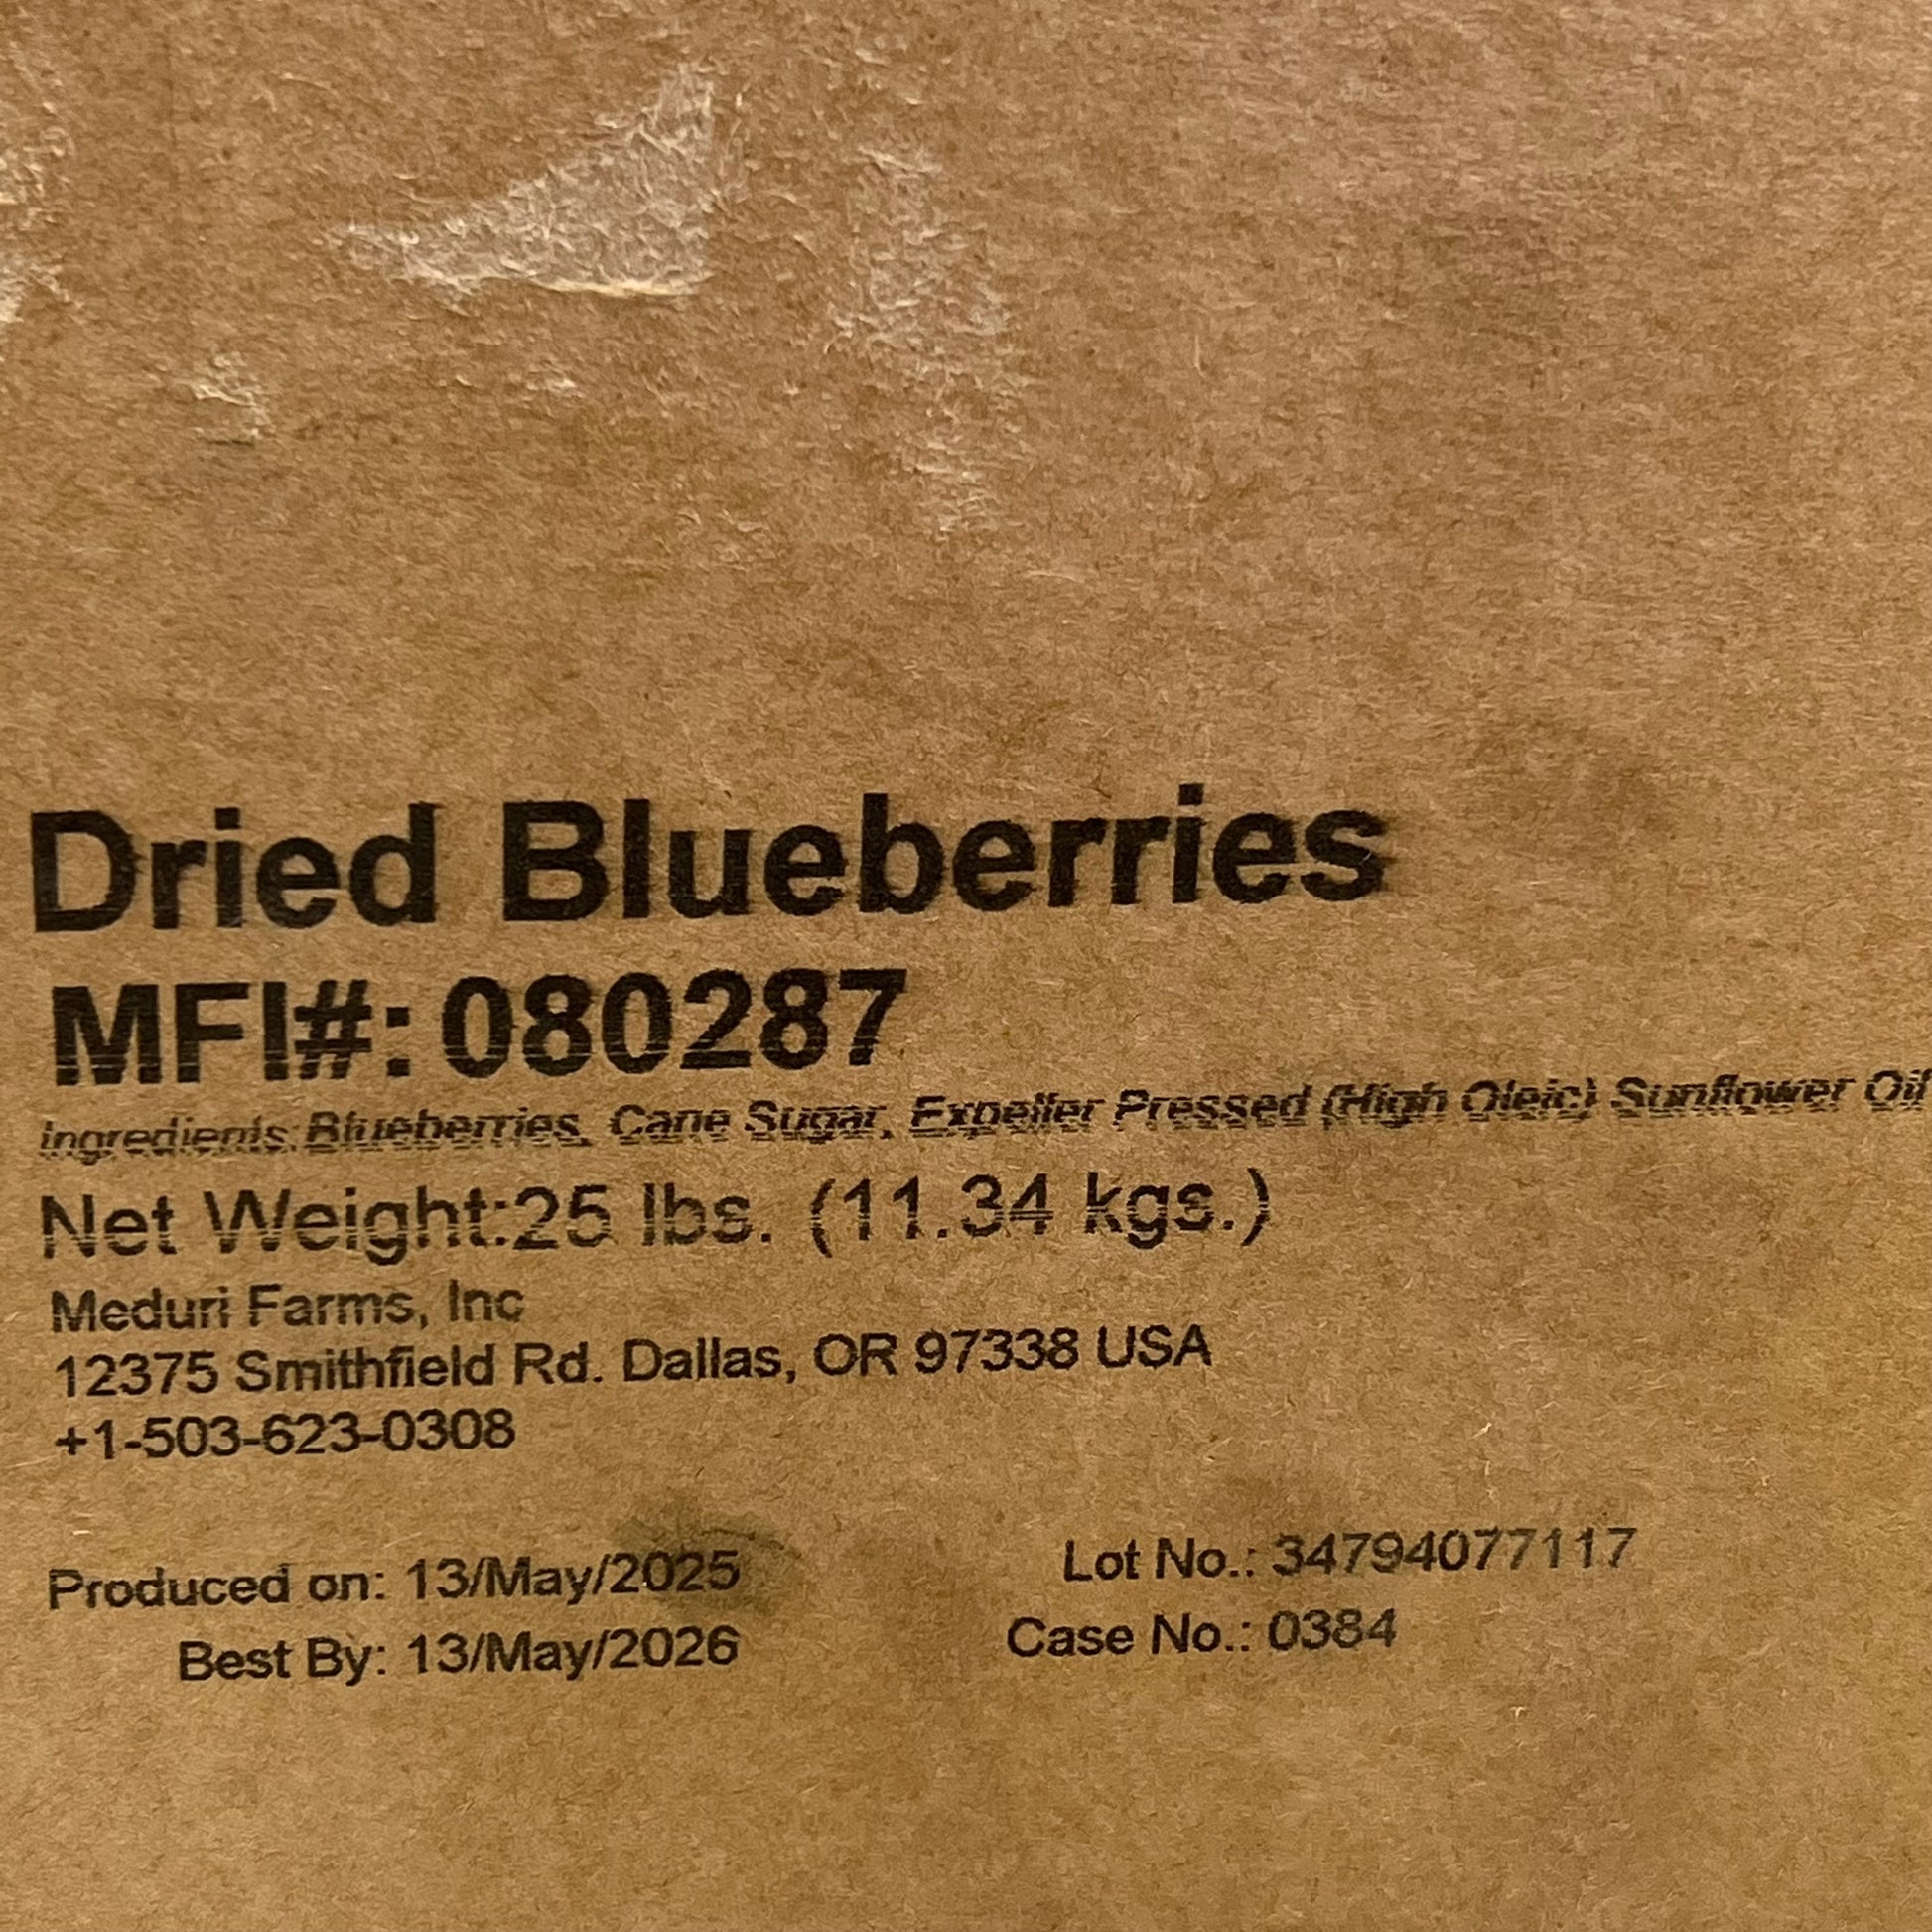 Dried Blueberries
MFI#: 080287
Ingredients: Blueberries, Cane Sugar, Expeller Pressed (High Oleic) Sunflower Oil
Net Weight:25 lbs. (11.34 kgs.)
Meduri Farms, Inc
12375 Smithfield Rd. Dallas, OR 97338 USA
+1-503-623-0308
Produced on: 13/May/2025 Lot No.: 34794077117
Best By: 13/May/2026 Case No.: 0384